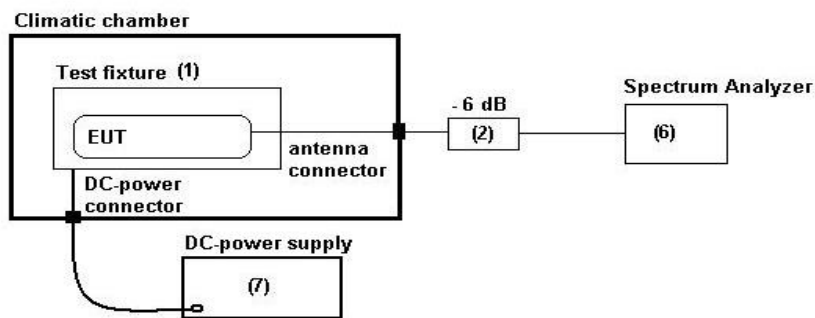 Climatic chamber
Test fixture (1)
EUT
antenna
connector
DC-power
connector
- 6 dB
(2)
Spectrum Analyzer
(6)
DC-power supply
(7)